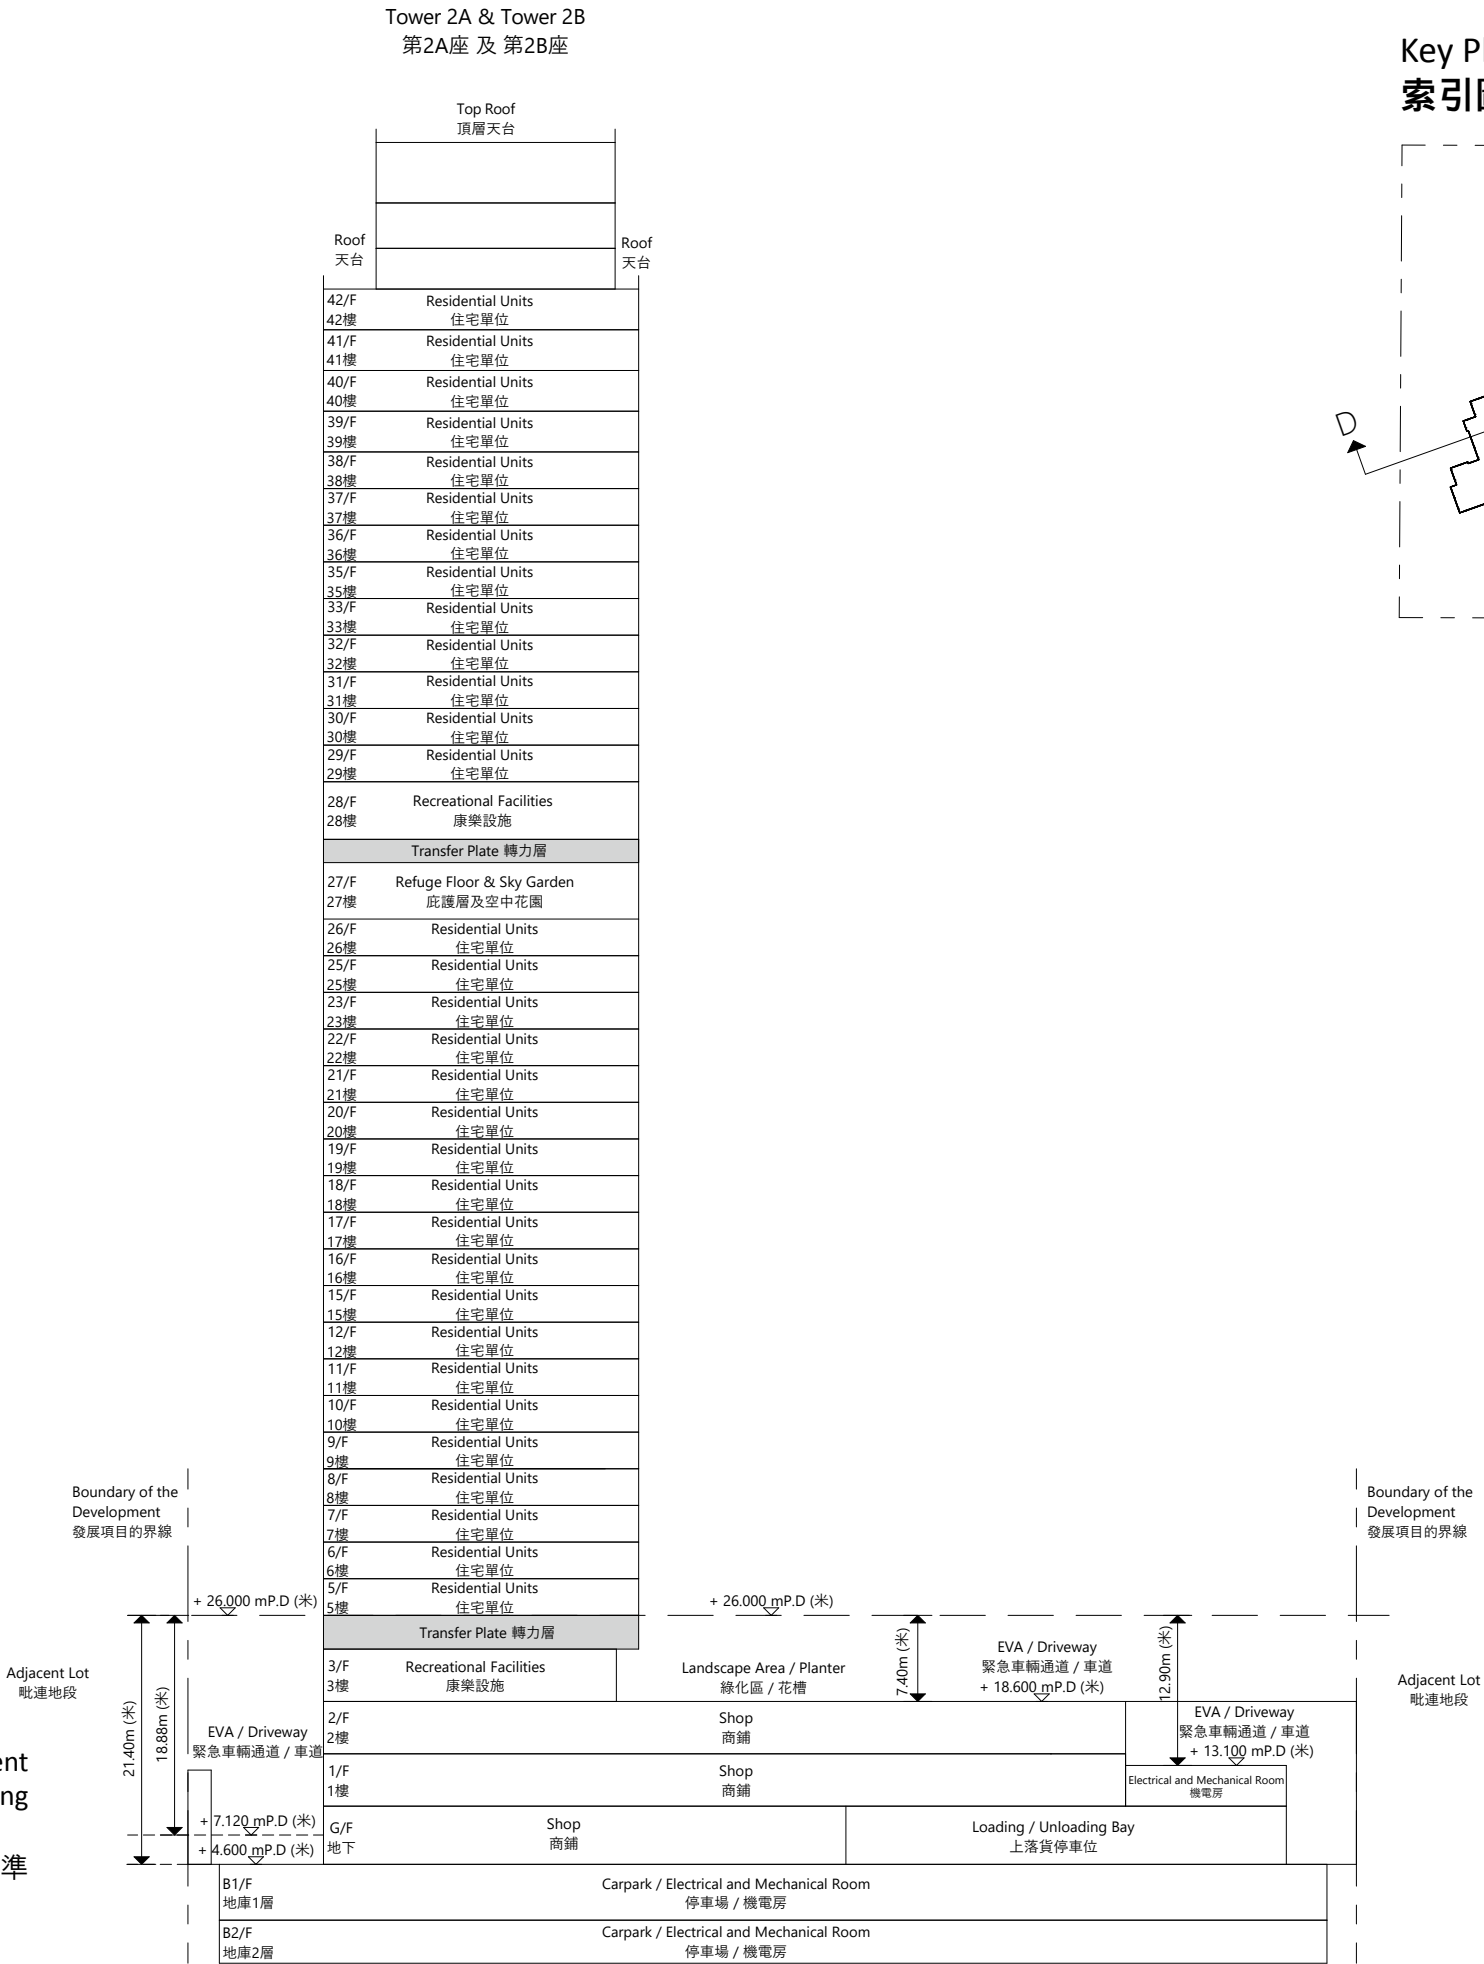 Tower 2A & Tower 2B
第2A座 及 第2B座
Key Pl
索引
Top Roof
頂層天台
Roof
天台
Roof
天台
42/F Residential Units
42樓 住宅單位
41/F Residential Units
41樓 住宅單位
40/F Residential Units
40樓 住宅單位
39/F Residential Units
39樓 住宅單位
38/F Residential Units
38樓 住宅單位
37/F Residential Units
37樓 住宅單位
36/F Residential Units
36樓 住宅單位
35/F Residential Units
35樓 住宅單位
33/F Residential Units
33樓 住宅單位
32/F Residential Units
32樓 住宅單位
31/F Residential Units
31樓 住宅單位
30/F Residential Units
30樓 住宅單位
29/F Residential Units
29樓 住宅單位
28/F Recreational Facilities
28樓 康樂設施
Transfer Plate 轉力層
27/F Refuge Floor & Sky Garden
27樓 庇護層及空中花園
26/F Residential Units
26樓 住宅單位
25/F Residential Units
25樓 住宅單位
23/F Residential Units
23樓 住宅單位
22/F Residential Units
22樓 住宅單位
21/F Residential Units
21樓 住宅單位
20/F Residential Units
20樓 住宅單位
19/F Residential Units
19樓 住宅單位
18/F Residential Units
18樓 住宅單位
17/F Residential Units
17樓 住宅單位
16/F Residential Units
16樓 住宅單位
15/F Residential Units
15樓 住宅單位
12/F Residential Units
12樓 住宅單位
11/F Residential Units
11樓 住宅單位
10/F Residential Units
10樓 住宅單位
9/F Residential Units
9樓 住宅單位
8/F Residential Units
8樓 住宅單位
7/F Residential Units
7樓 住宅單位
6/F Residential Units
6樓 住宅單位
5/F Residential Units
5樓 住宅單位
Transfer Plate 轉力層
3/F Recreational Facilities
3樓 康樂設施
Landscape Area / Planter
綠化區 / 花槽
2/F Shop
2樓 商鋪
1/F Shop
1樓 商鋪
G/F Shop
地下 商鋪
Loading / Unloading Bay
上落貨停車位
B1/F Carpark / Electrical and Mechanical Room
地庫1層 停車場 / 機電房
B2/F Carpark / Electrical and Mechanical Room
地庫2層 停車場 / 機電房
Boundary of the
Development
發展項目的界線
+ 26.000 mP.D (米)
Adjacent Lot
毗連地段
21.40m (米)
18.88m (米)
EVA / Driveway
緊急車輛通道 / 車道
+ 7.120 mP.D (米)
+ 4.600 mP.D (米)
ent
ng
準
+ 26.000 mP.D (米)
7.40m (米)
EVA / Driveway
緊急車輛通道 / 車道
+ 18.600 mP.D (米)
12.90m (米)
EVA / Driveway
緊急車輛通道 / 車道
+ 13.100 mP.D (米)
Electrical and Mechanical Room
機電房
Boundary of the
Development
發展項目的界線
Adjacent Lot
毗連地段
D